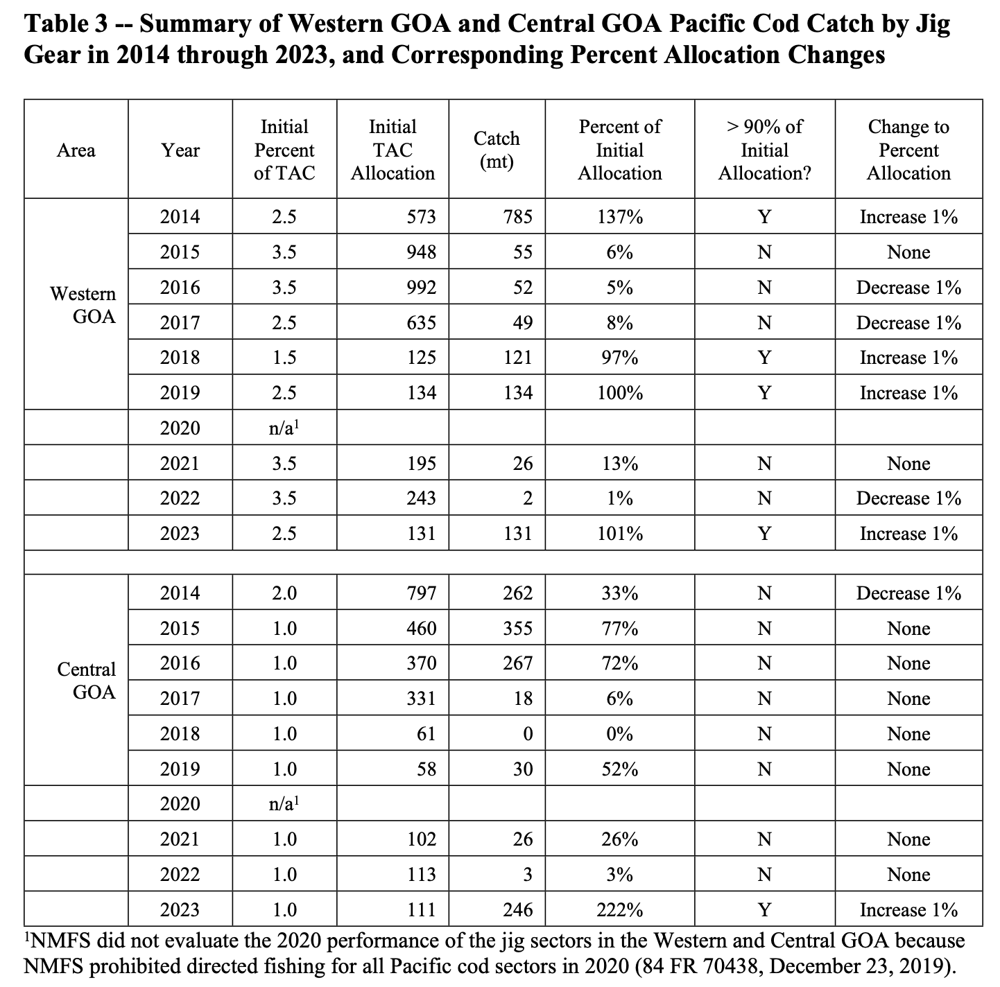 Table 3 -- Summary of Western GOA and Central GOA Pacific Cod Catch by Jig
Gear in 2014 through 2023, and Corresponding Percent Allocation Changes
Area Year Initial Percent of TAC Initial TAC Allocation Catch (mt) Percent of Initial Allocation > 90% of Initial Allocation? Change to Percent Allocation
Western GOA
2014 2.5 573 785 137% Y Increase 1%
2015 3.5 948 55 6% N None
2016 3.5 992 52 5% N Decrease 1%
2017 2.5 635 49 8% N Decrease 1%
2018 1.5 125 121 97% Y Increase 1%
2019 2.5 134 134 100% Y Increase 1%
2020 n/a¹
2021 3.5 195 26 13% N None
2022 3.5 243 2 1% N Decrease 1%
2023 2.5 131 131 101% Y Increase 1%
Central GOA
2014 2.0 797 262 33% N Decrease 1%
2015 1.0 460 355 77% N None
2016 1.0 370 267 72% N None
2017 1.0 331 18 6% N None
2018 1.0 61 0 0% N None
2019 1.0 58 30 52% N None
2020 n/a¹
2021 1.0 102 26 26% N None
2022 1.0 113 3 3% N None
2023 1.0 111 246 222% Y Increase 1%
¹NMFS did not evaluate the 2020 performance of the jig sectors in the Western and Central GOA because
NMFS prohibited directed fishing for all Pacific cod sectors in 2020 (84 FR 70438, December 23, 2019).